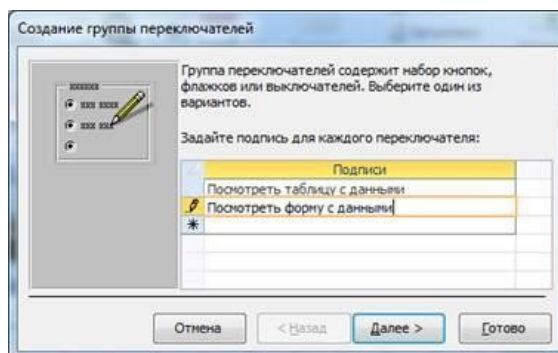 Создание группы переключателей
Группа переключателей содержит набор кнопок,
флажков или выключателей. Выберите один из
вариантов.
Задайте подпись для каждого переключателя:
Подписи
Посмотреть таблицу с данными
Посмотреть форму с данными
Отмена
< Назад
Далее >
Готово